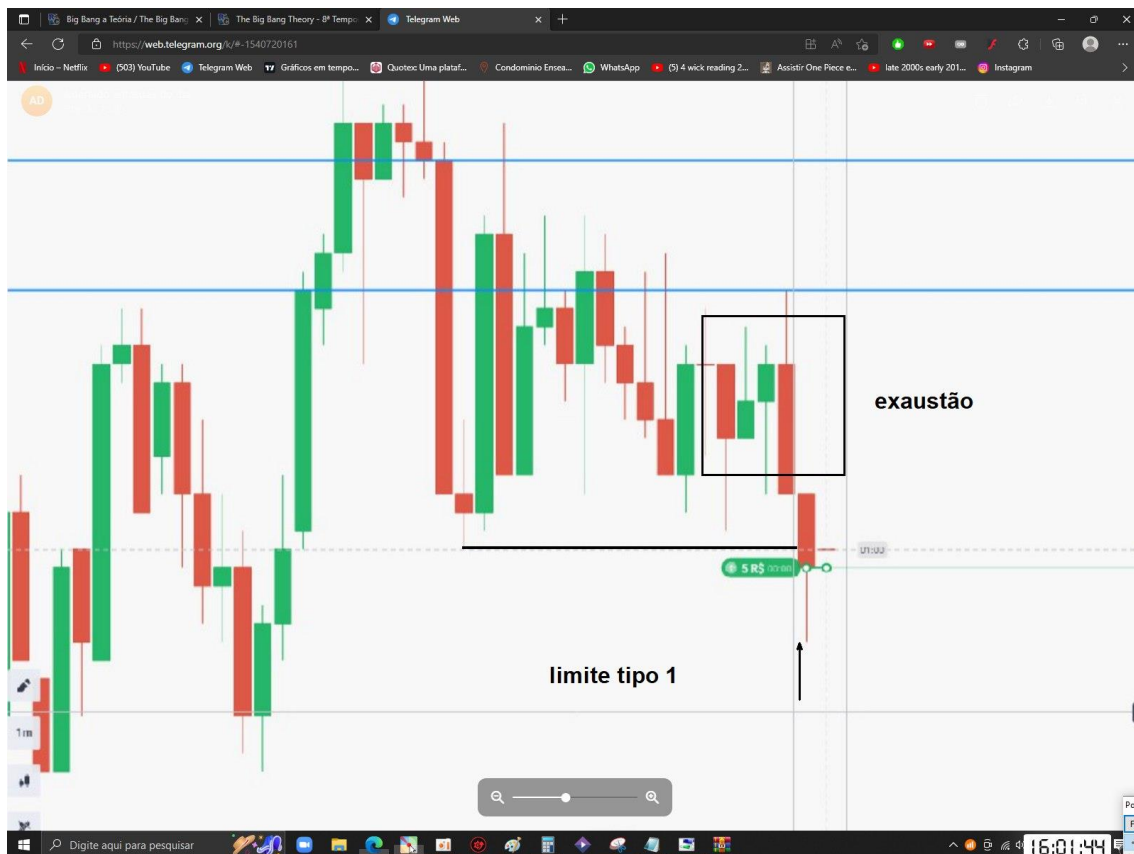 Big Bang a Teória / The Big Bang
The Big Bang Theory - 8ª Tempo
Telegram Web
https://web.telegram.org/k/#-1540720161
Início – Netflix
(503) YouTube
Telegram Web
Gráficos em tempo...
Quotex: Uma plataf...
Condominio Ensea...
WhatsApp
(5) 4 wick reading 2...
Assistir One Piece e...
late 2000s early 201...
Instagram
AD
exaustão
01:03
5 R$ 00:00
limite tipo 1
1m
Digite aqui para pesquisar
16:01:44